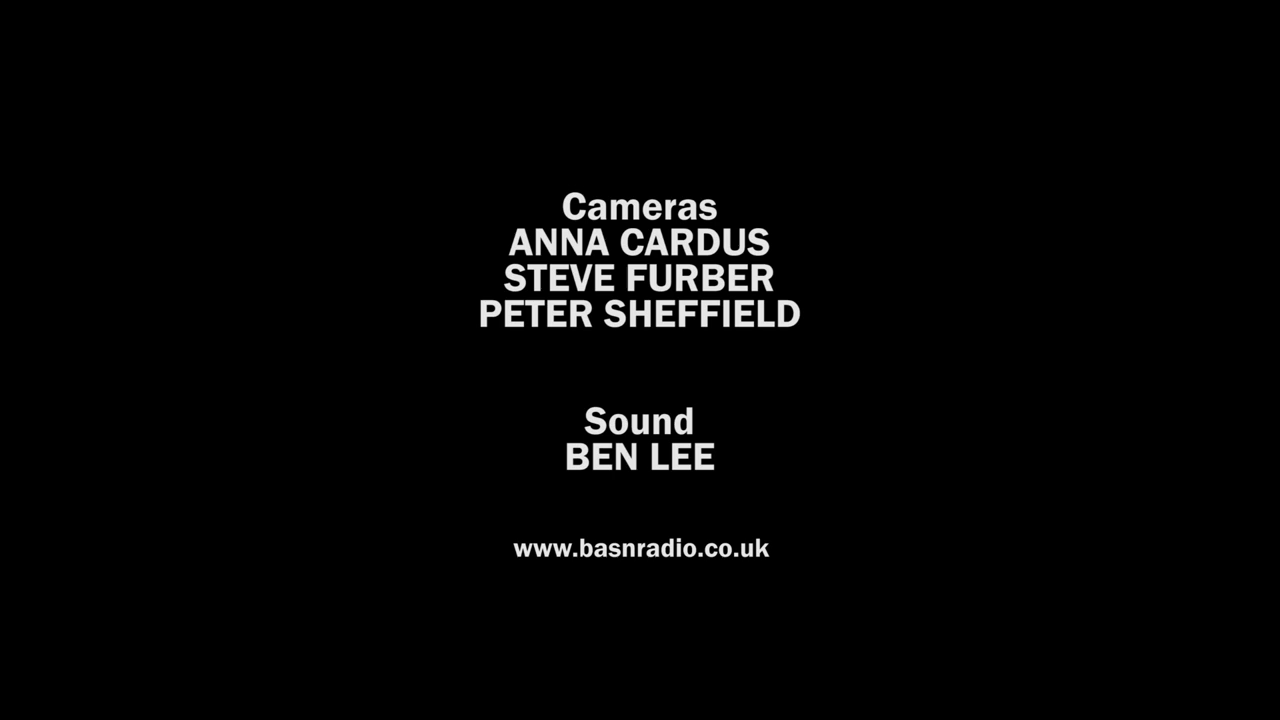 Cameras
ANNA CARDUS
STEVE FURBER
PETER SHEFFIELD
Sound
BEN LEE
www.basnradio.co.uk